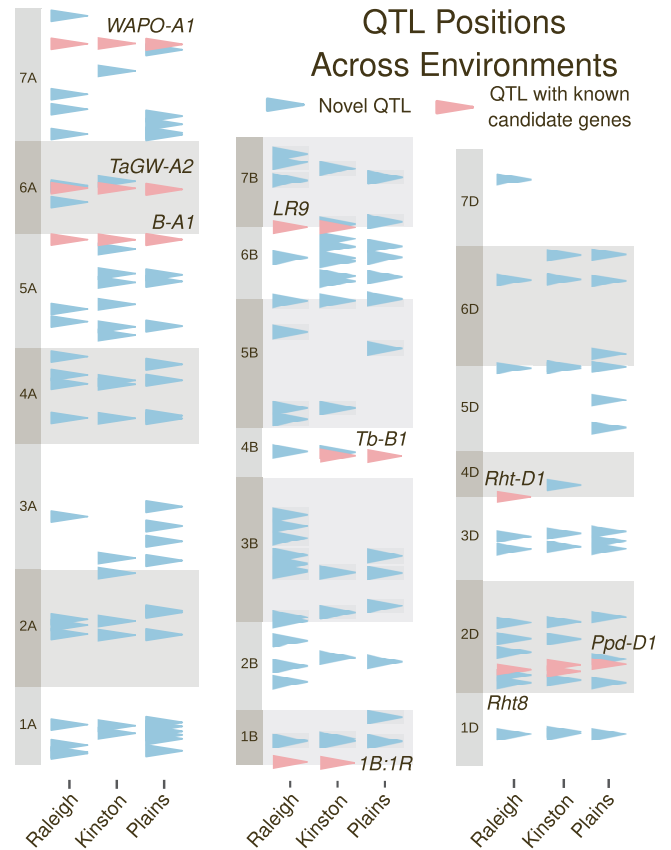 QTL Positions
Across Environments
Novel QTL
QTL with known
candidate genes
WAPO-A1
7A
TaGW-A2
6A
B-A1
5A
4A
3A
2A
1A
Raleigh
Kinston
Plains
7B
LR9
6B
5B
Tb-B1
4B
3B
2B
1B
1B:1R
Raleigh
Kinston
Plains
7D
6D
5D
4D
Rht-D1
3D
2D
Ppd-D1
Rht8
1D
Raleigh
Kinston
Plains